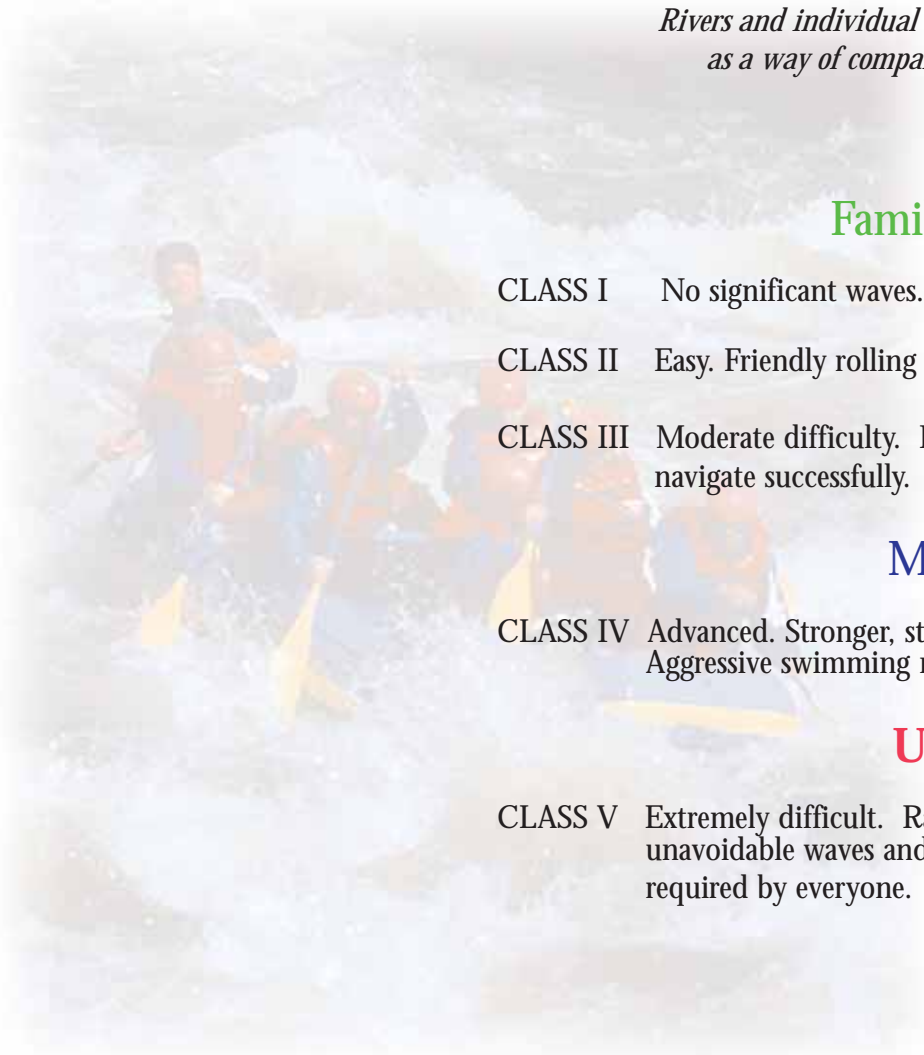 Rivers and individual
as a way of compa
Fami
CLASS I No significant waves.
CLASS II Easy. Friendly rolling
CLASS III Moderate difficulty.
navigate successfully.
M
CLASS IV Advanced. Stronger, st
Aggressive swimming
U
CLASS V Extremely difficult. Ra
unavoidable waves and
required by everyone.